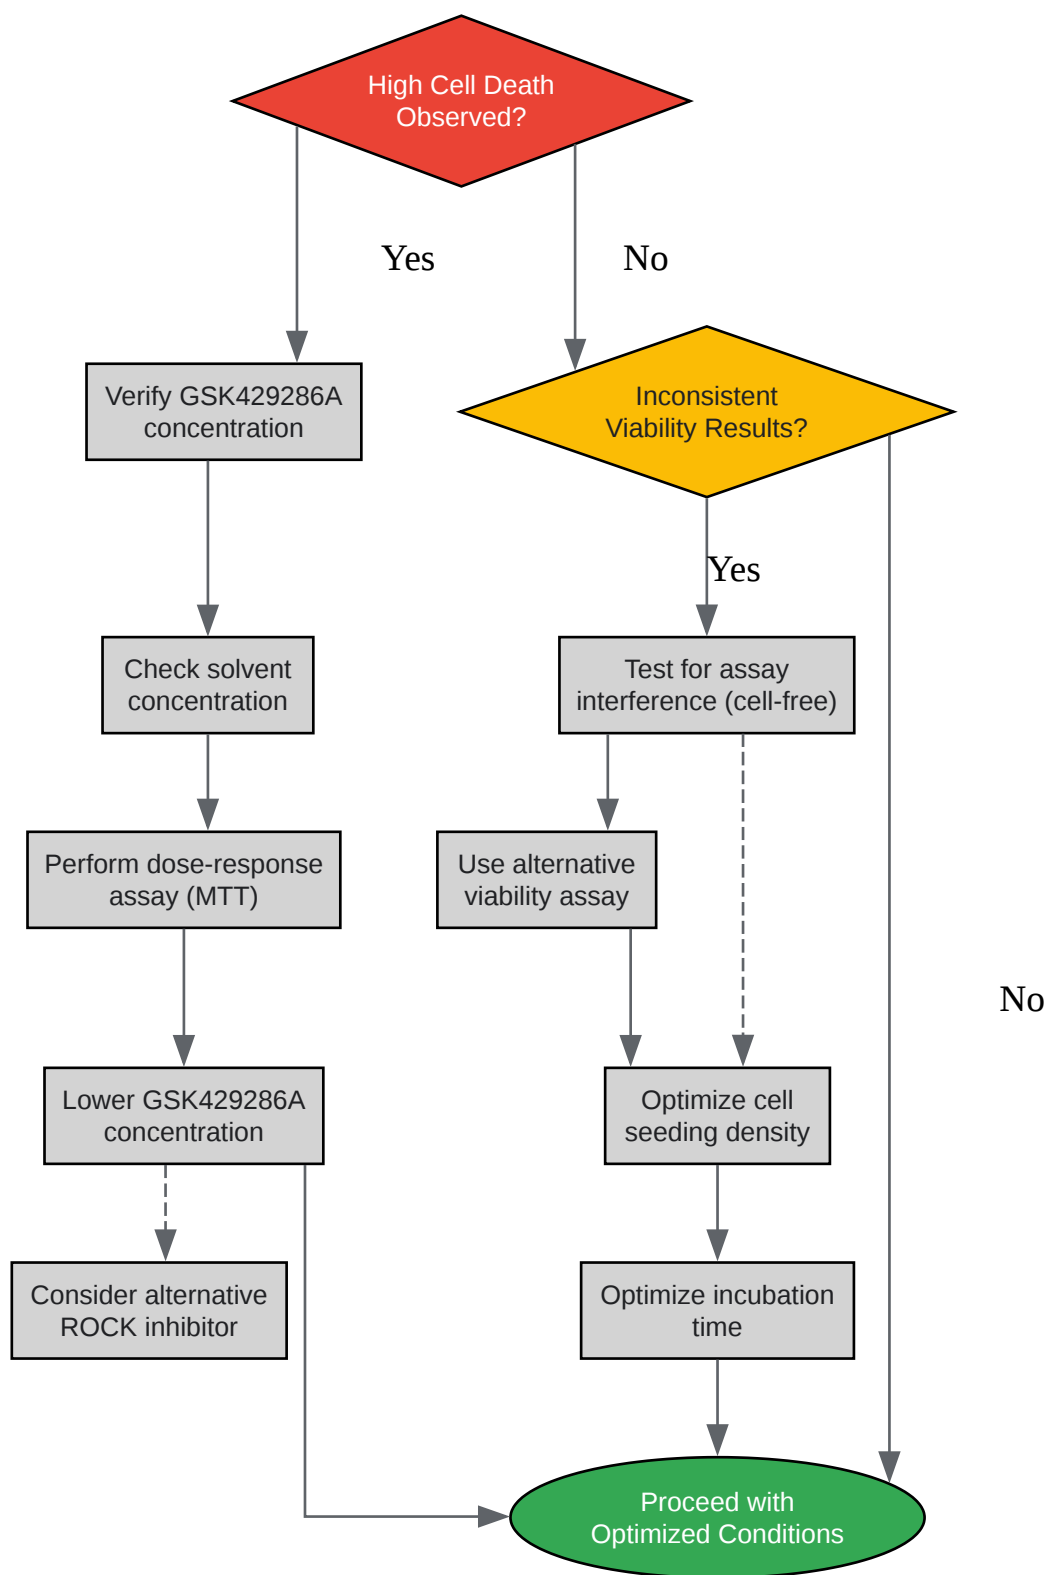 High Cell Death
Observed?
Yes
No
Verify GSK429286A
concentration
Inconsistent
Viability Results?
Yes
Check solvent
concentration
Test for assay
interference (cell-free)
Perform dose-response
assay (MTT)
Use alternative
viability assay
No
Lower GSK429286A
concentration
Optimize cell
seeding density
Consider alternative
ROCK inhibitor
Optimize incubation
time
Proceed with
Optimized Conditions